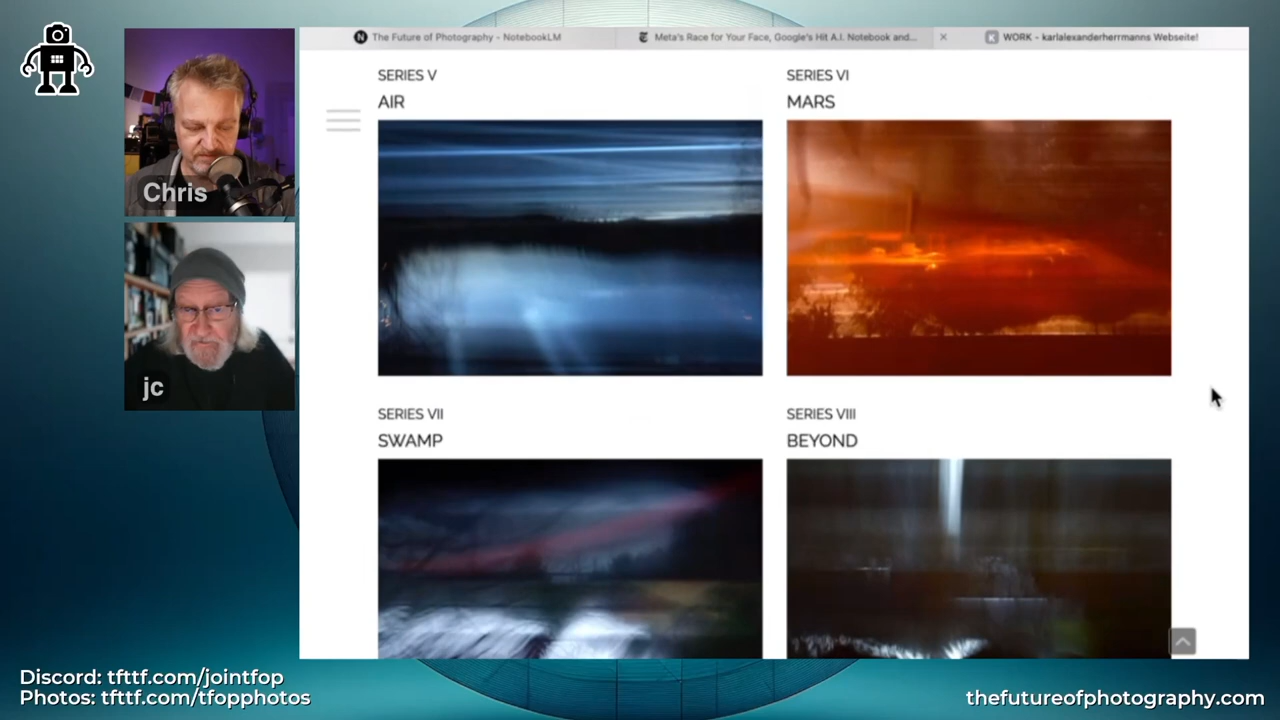 The Future of Photography - NotebookLM
Meta's Race for Your Face, Google's Hit A.I. Notebook and...
WORK - karlalexanderherrmanns Webseite!
SERIES V
AIR
SERIES VI
MARS
Chris
jc
SERIES VII
SWAMP
SERIES VIII
BEYOND
Discord: tfttf.com/jointfop
Photos: tfttf.com/tfopphotos
thefutureofphotography.com